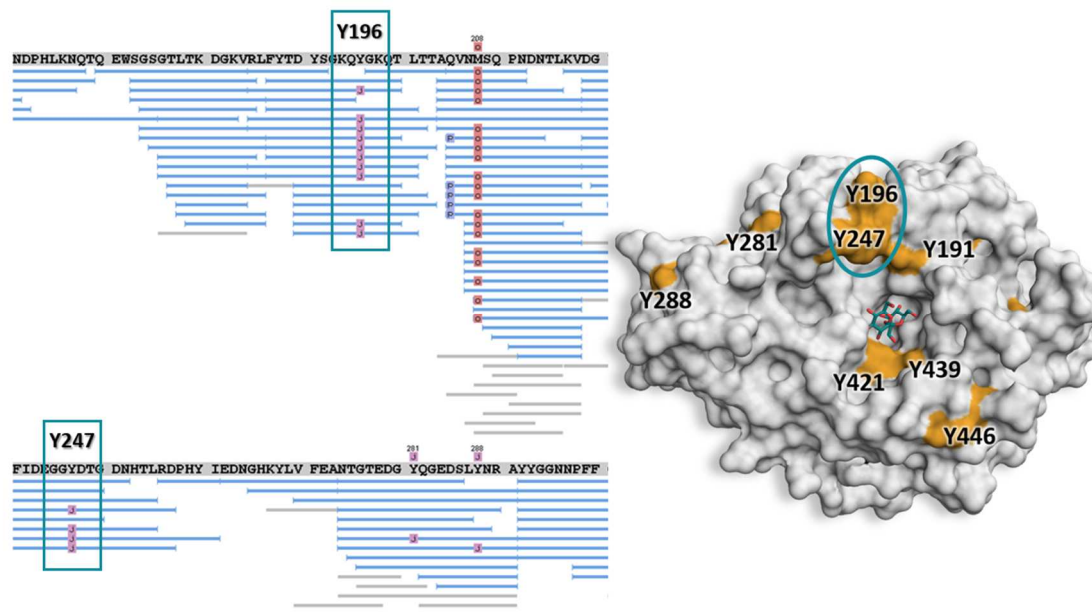 Y196
208
O
NDPHLKNQTQ EWSGSGTLTK DGKVRLFYTD YSGKQYGKQT LTTAQVNMSQ PNDNTLKVDG
Y247
281 288
J J
FIDEGGYDTG DNHTLRDPHY IEDNGHKYLV FEANTGTEDG YQGEDSLYNR AYYGGNNPFF
Y196
Y247
Y281
Y191
Y288
Y421
Y439
Y446